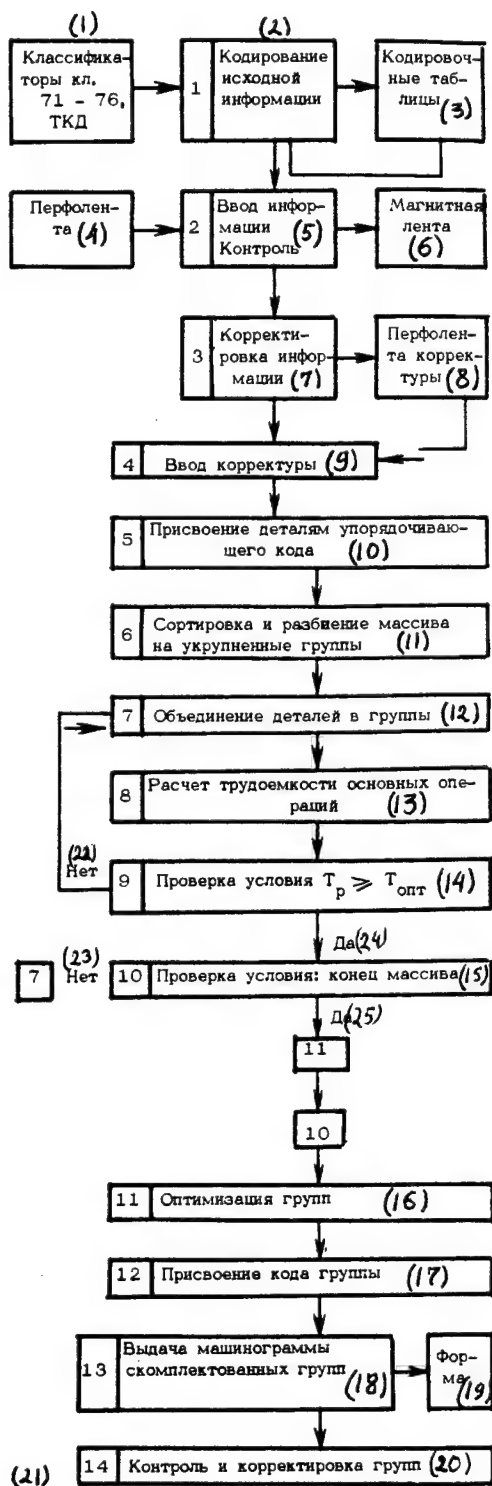 (1)
(2)
Классифика-
торы кл.
71 - 76,
ТКД
1
Кодирование
исходной
информации
Кодировоч-
ные таб-
лицы (3)
Перфолен-
та (4)
2
Ввод инфор-
мации (5)
Контроль
Магнитная
лента
(6)
3
Корректи-
ровка инфор-
мации (7)
Перфолен-
та коррек-
туры (8)
4
Ввод корректуры (9)
5
Присвоение деталям упорядочиваю-
щего кода (10)
6
Сортировка и разбиение массива
на укрупненные группы (11)
7
Объединение деталей в группы (12)
8
Расчет трудоемкости основных опе-
раций (13)
(22)
Нет
9
Проверка условия Tр ⩾ Tопт (14)
Да(24)
7
(23)
Нет
10
Проверка условия: конец массива(15)
Да(25)
11
10
11
Оптимизация групп (16)
12
Присвоение кода группы (17)
13
Выдача машинограммы
скомплектованных групп
(18)
Фор-
ма(19)
(21)
14
Контроль и корректировка групп (20)